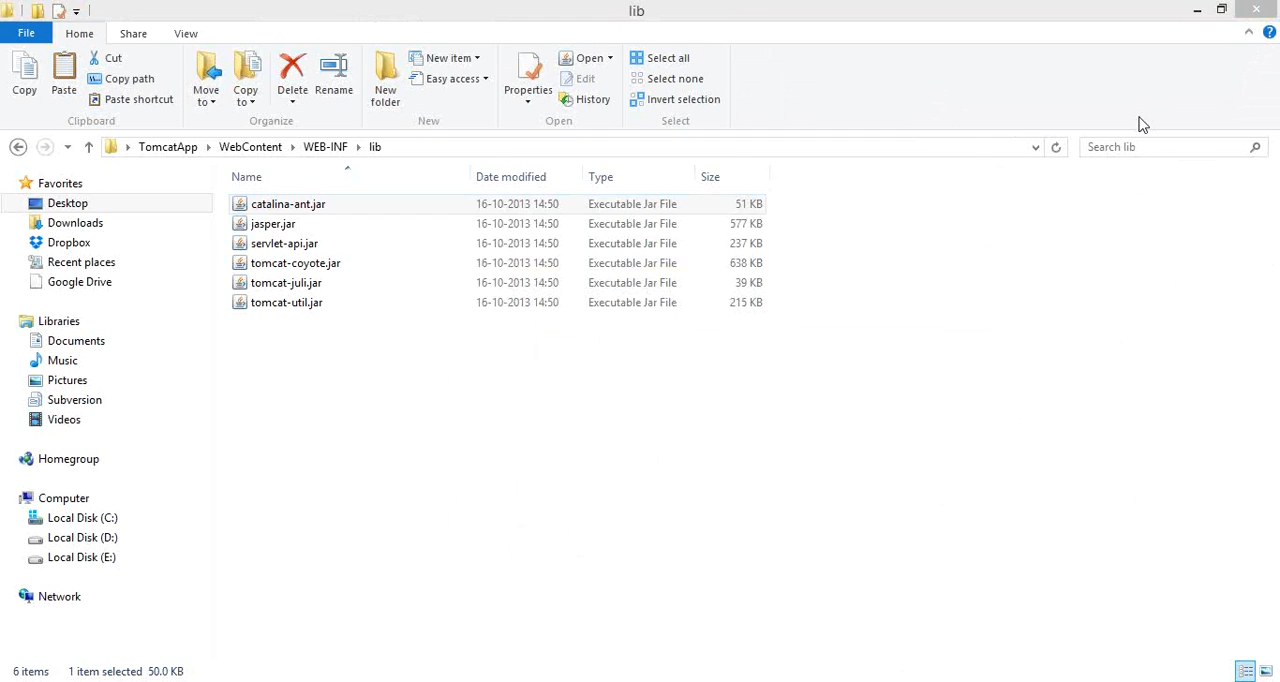 lib
File Home Share View
Copy Paste Cut Copy path Paste shortcut Move to Copy to Delete Rename New folder New item Easy access Properties Open Edit History Select all Select none Invert selection
Clipboard Organize New Open Select
TomcatApp WebContent WEB-INF lib Search lib
Name Date modified Type Size
Favorites
Desktop
Downloads
Dropbox
Recent places
Google Drive
Libraries
Documents
Music
Pictures
Subversion
Videos
Homegroup
Computer
Local Disk (C:)
Local Disk (D:)
Local Disk (E:)
Network
catalina-ant.jar 16-10-2013 14:50 Executable Jar File 51 KB
jasper.jar 16-10-2013 14:50 Executable Jar File 577 KB
servlet-api.jar 16-10-2013 14:50 Executable Jar File 237 KB
tomcat-coyote.jar 16-10-2013 14:50 Executable Jar File 638 KB
tomcat-juli.jar 16-10-2013 14:50 Executable Jar File 39 KB
tomcat-util.jar 16-10-2013 14:50 Executable Jar File 215 KB
6 items 1 item selected 50.0 KB